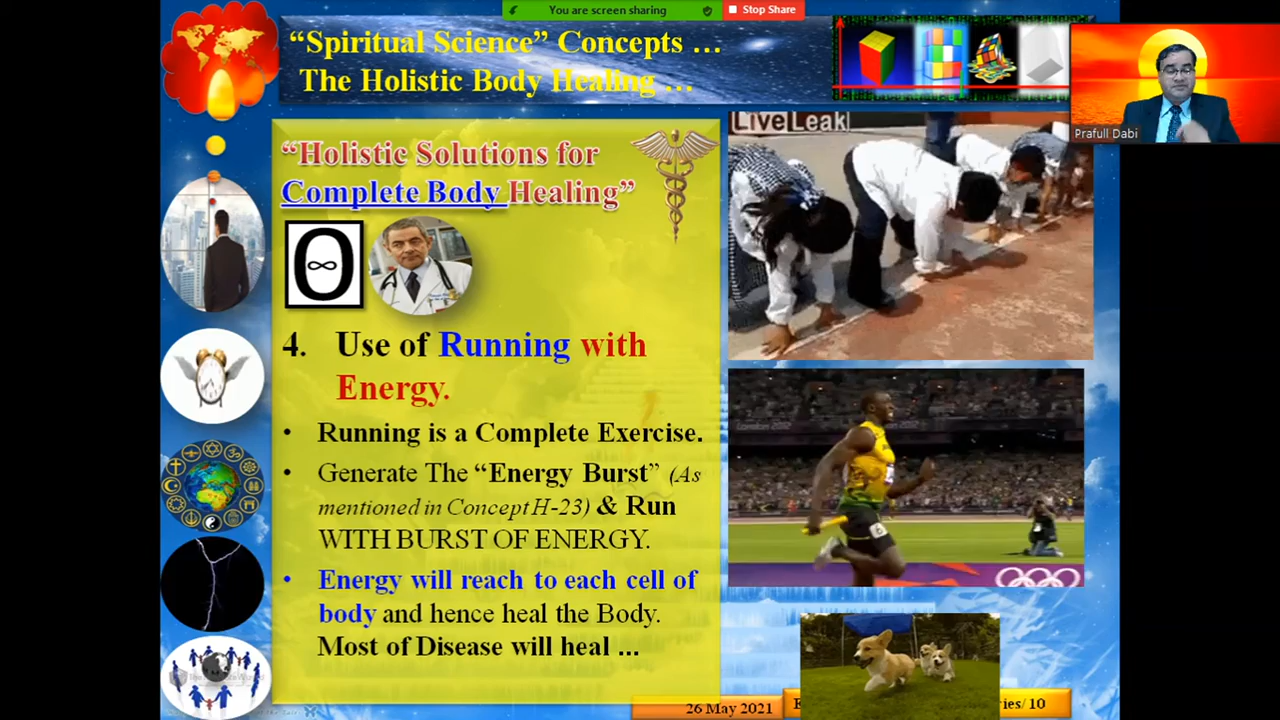 You are screen sharing
Stop Share
“Spiritual Science” Concepts ...
The Holistic Body Healing ...
Prafull Dabi
LiveLeak
“Holistic Solutions for
Complete Body Healing”
4. Use of Running with
Energy.
• Running is a Complete Exercise.
• Generate The “Energy Burst” (As
mentioned in Concept H-23) & Run
WITH BURST OF ENERGY.
• Energy will reach to each cell of
body and hence heal the Body.
Most of Disease will heal ...
26 May 2021
/ 10